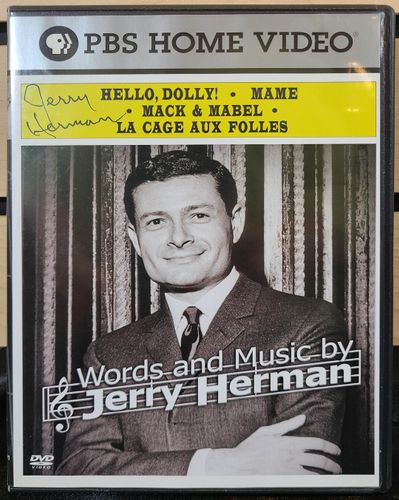 PBS HOME VIDEO®
Jerry
Herman
HELLO, DOLLY! • MAME
• MACK & MABEL •
LA CAGE AUX FOLLES
Words and Music by
Jerry Herman
DVD
VIDEO